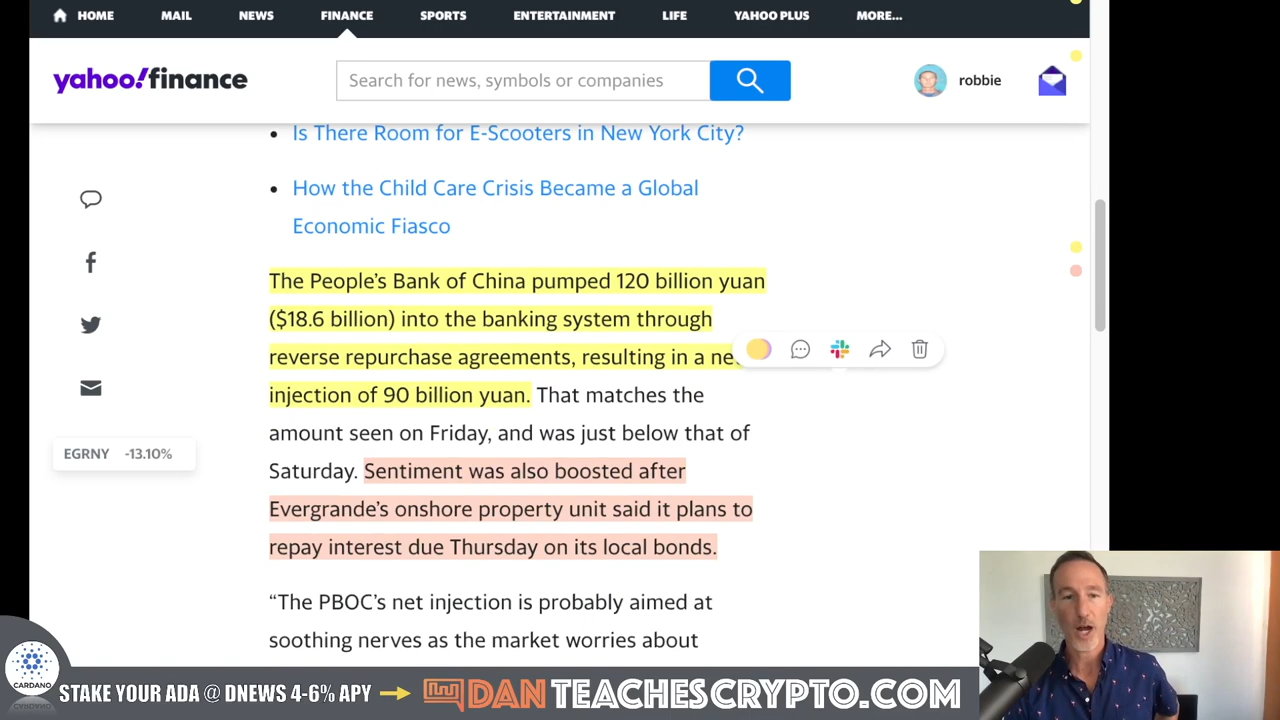 HOME MAIL NEWS FINANCE SPORTS ENTERTAINMENT LIFE YAHOO PLUS MORE...
yahoo!finance
Search for news, symbols or companies
robbie
Is There Room for E-Scooters in New York City?
How the Child Care Crisis Became a Global
Economic Fiasco
The People's Bank of China pumped 120 billion yuan
($18.6 billion) into the banking system through
reverse repurchase agreements, resulting in a
injection of 90 billion yuan. That matches the
amount seen on Friday, and was just below that of
Saturday. Sentiment was also boosted after
Evergrande's onshore property unit said it plans to
repay interest due Thursday on its local bonds.
“The PBOC's net injection is probably aimed at
soothing nerves as the market worries about
EGRNY -13.10%
CARDANO
STAKE YOUR ADA @ DNEWS 4-6% APY
DANTEACHESCRYPTO.COM